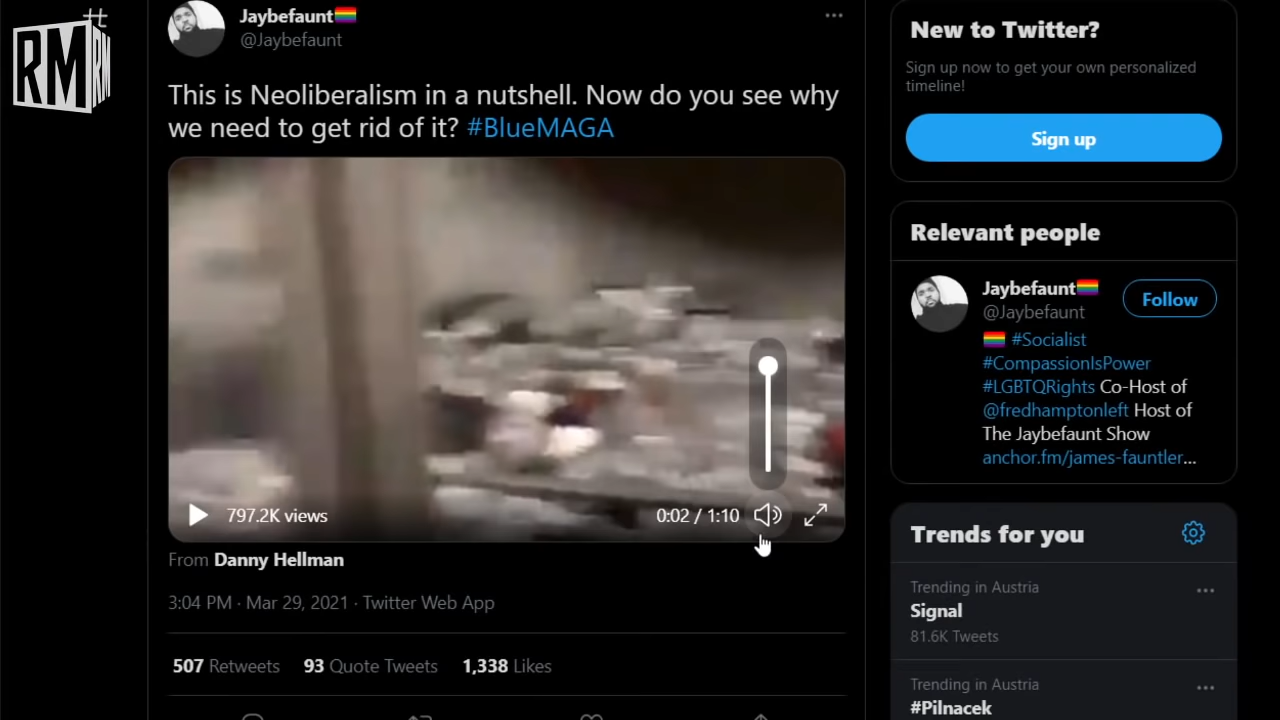 #
RM
RM
Jaybefaunt🏳️‍🌈
@Jaybefaunt
This is Neoliberalism in a nutshell. Now do you see why
we need to get rid of it? #BlueMAGA
797.2K views
0:02 / 1:10
From Danny Hellman
3:04 PM · Mar 29, 2021 · Twitter Web App
507 Retweets 93 Quote Tweets 1,338 Likes
New to Twitter?
Sign up now to get your own personalized
timeline!
Sign up
Relevant people
Jaybefaunt🏳️‍🌈
@Jaybefaunt
Follow
🏳️‍🌈 #Socialist
#CompassionIsPower
#LGBTQRights Co-Host of
@fredhamptonleft Host of
The Jaybefaunt Show
anchor.fm/james-fauntler...
Trends for you
Trending in Austria
Signal
81.6K Tweets
Trending in Austria
#Pilnacek